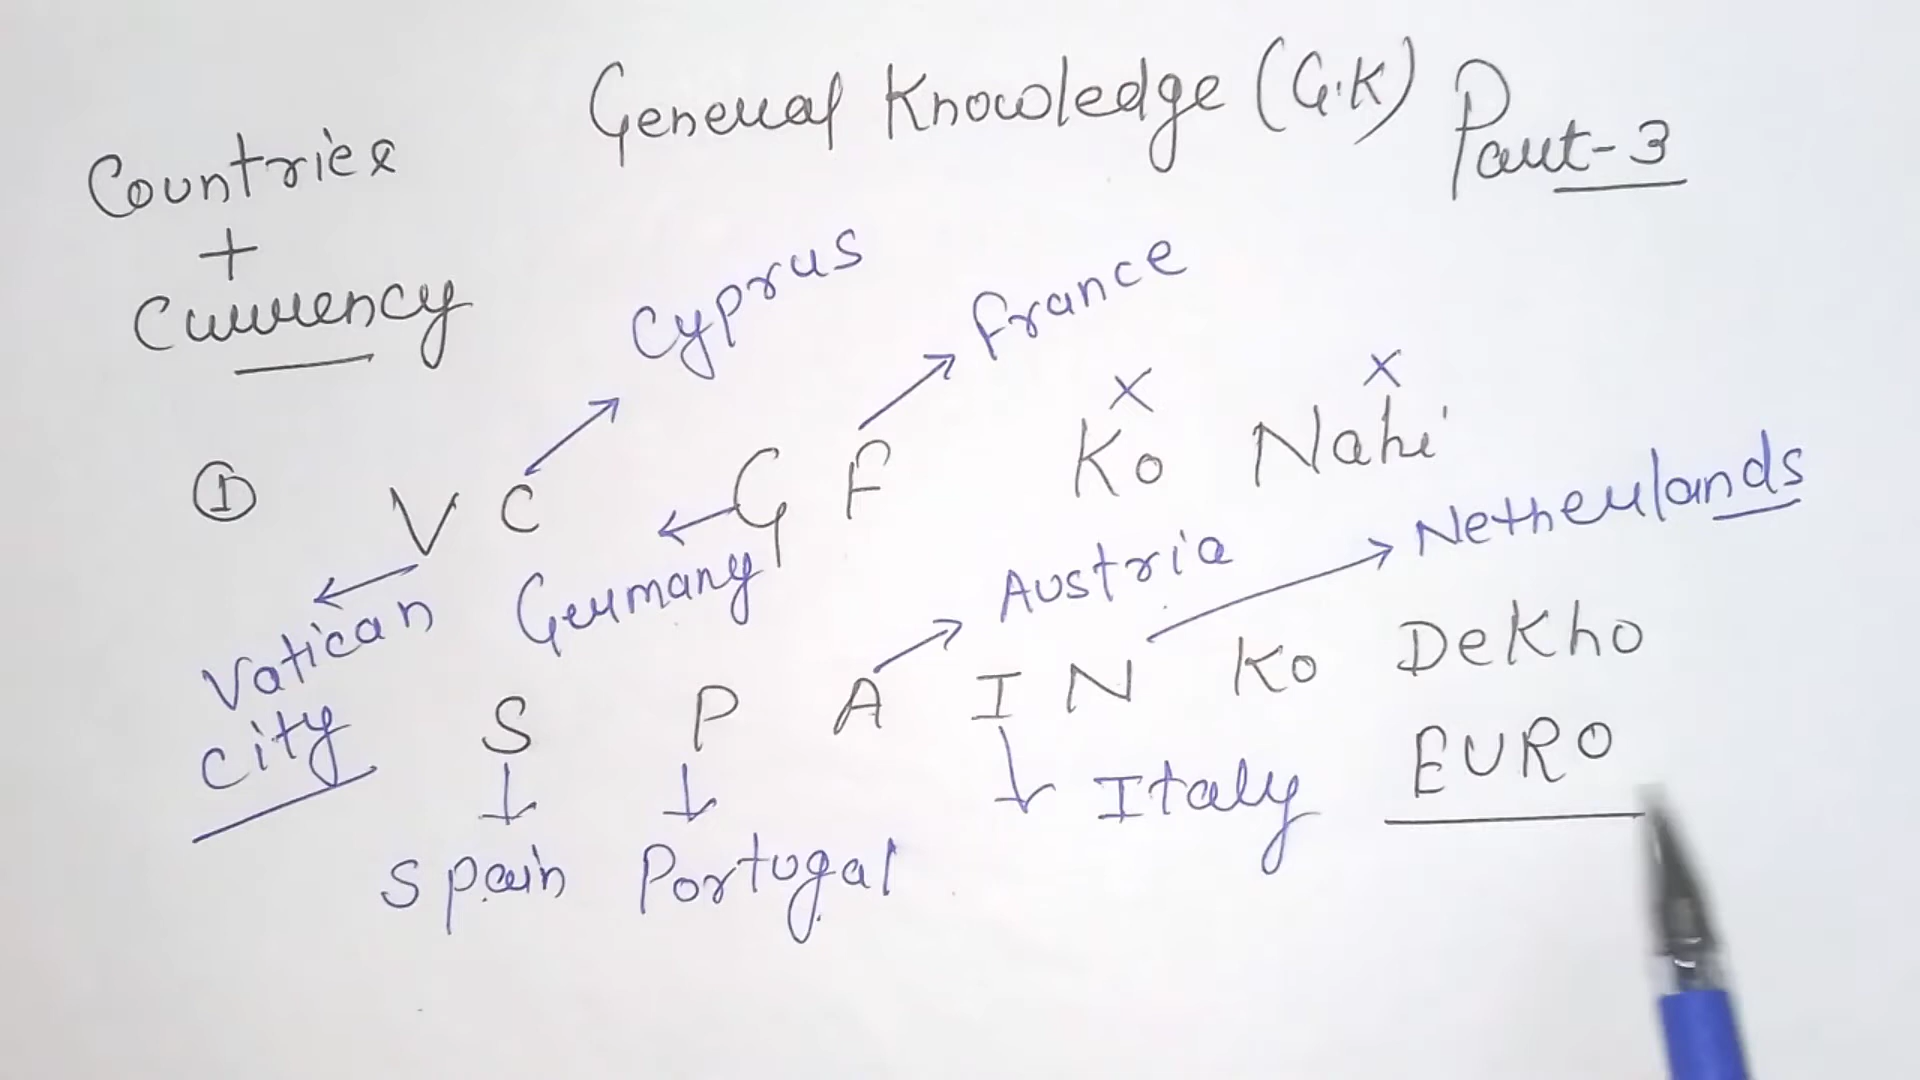 General Knowledge (G.K) Part-3
Countries
+
Currency
Cyprus
France
x x
① V C G F Ko Nahi
Netherlands
Vatican
city
Germany
Austria
S P A I N Ko Dekho
EURO
Spain
Portugal
Italy